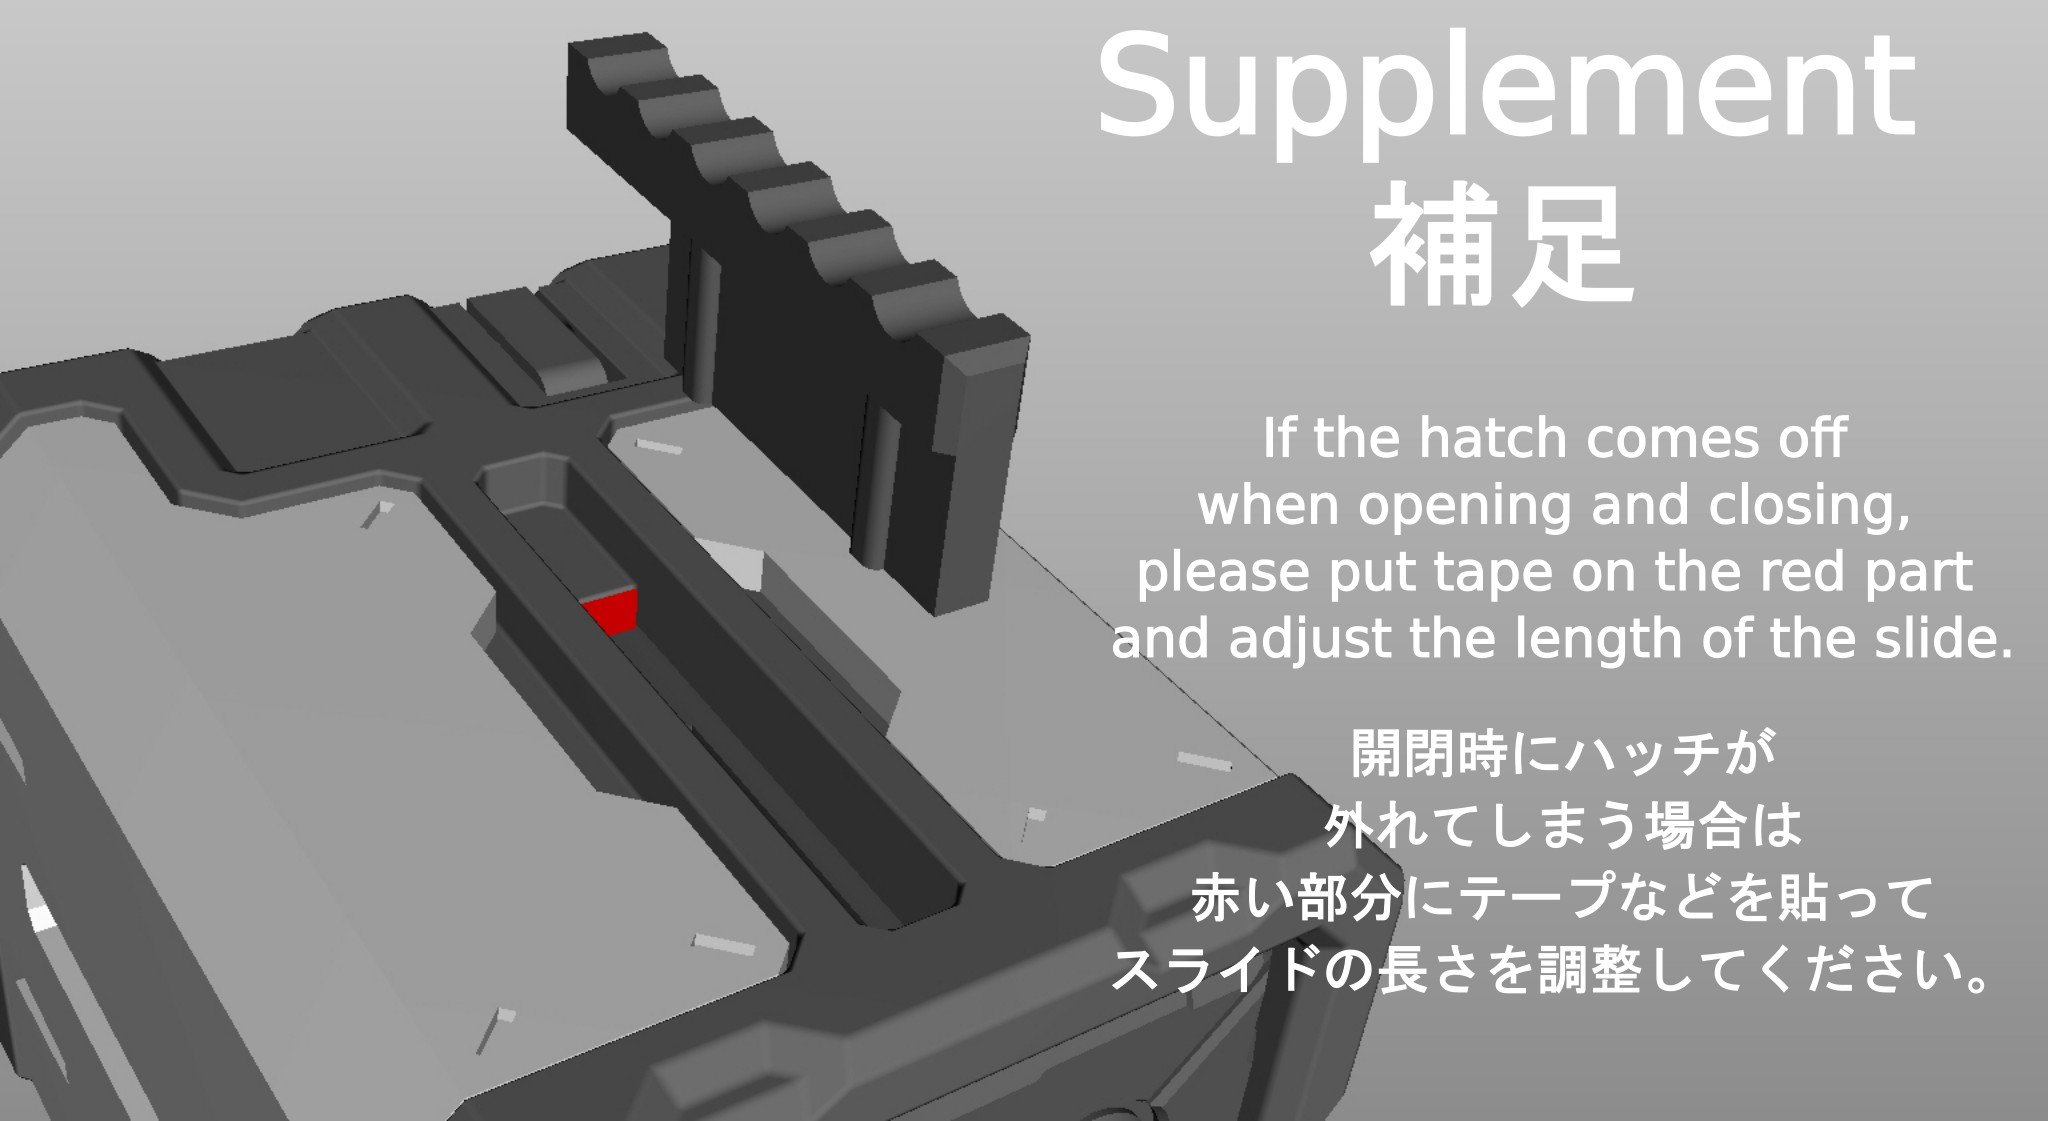 Supplement
補足
If the hatch comes off
when opening and closing,
please put tape on the red part
and adjust the length of the slide.
開閉時にハッチが
外れてしまう場合は
赤い部分にテープなどを貼って
スライドの長さを調整してください。